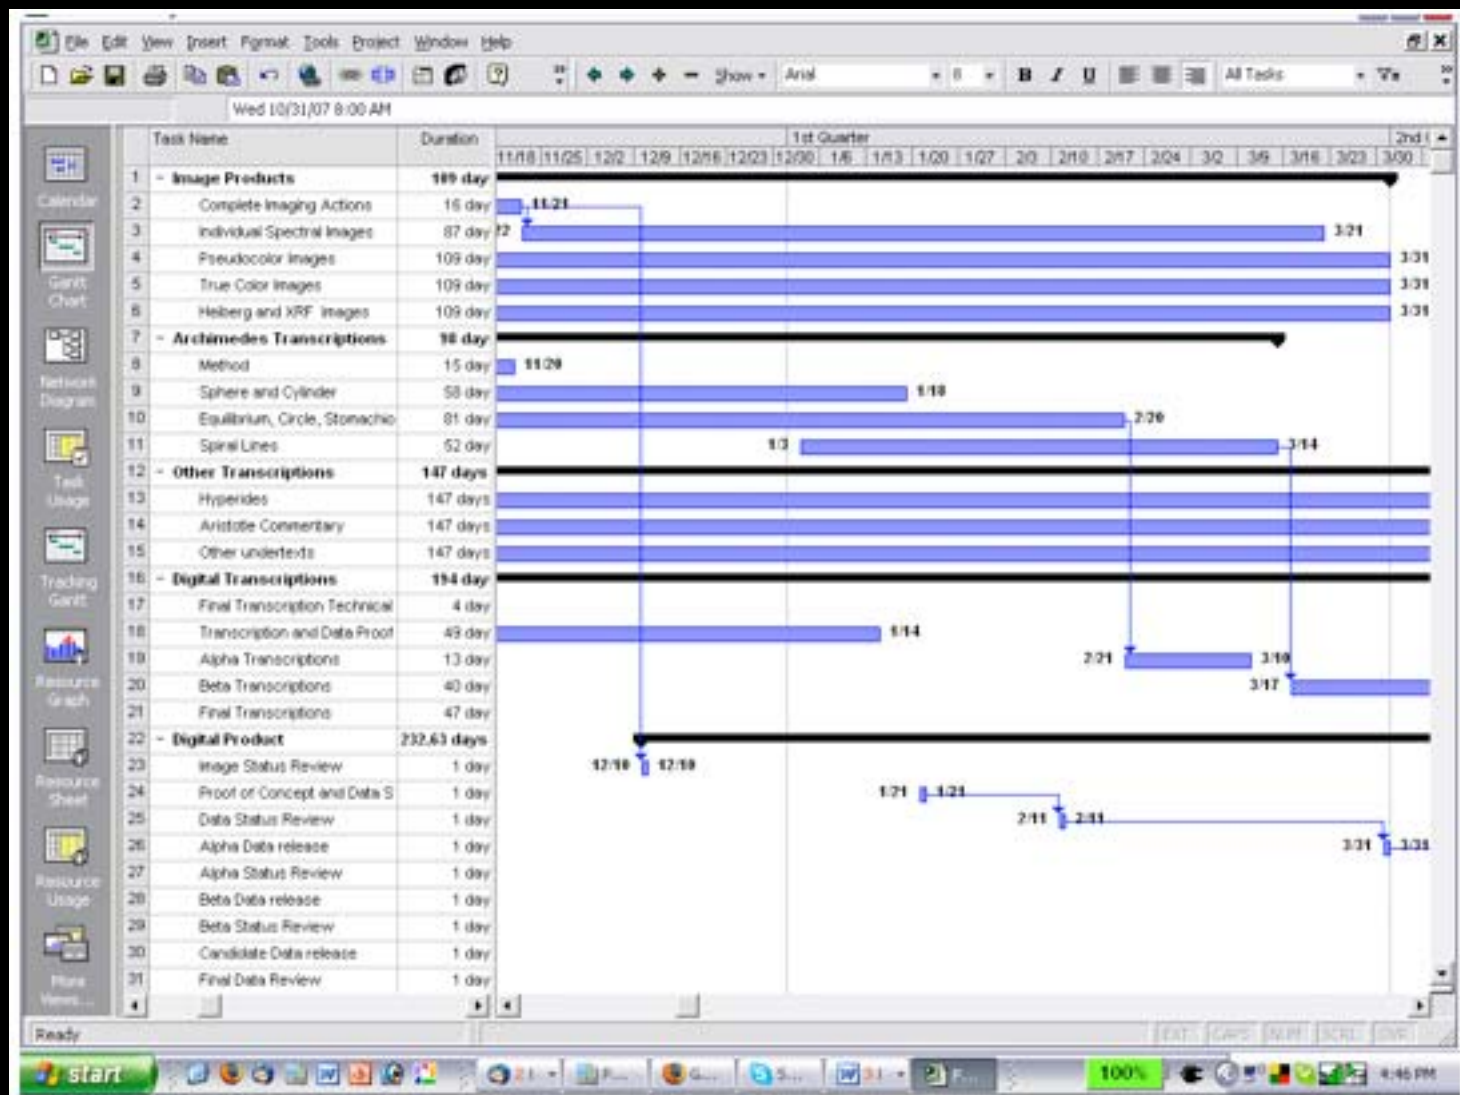 File Edit View Insert Format Tools Project Window Help
Show Arial 8 B I U All Tasks
Wed 10/31/07 8:00 AM
Task Name Duration 1st Quarter 2nd
11/18 11/25 12/2 12/9 12/16 12/23 12/30 1/6 1/13 1/20 1/27 2/3 2/10 2/17 2/24 3/2 3/9 3/16 3/23 3/30
1 - Image Products 109 day
2 Complete Imaging Actions 16 day 11/21
3 Individual Spectral Images 87 day 3/21
4 Pseudocolor Images 109 day 3/31
5 True Color Images 109 day 3/31
6 Heiberg and XRF Images 109 day 3/31
7 - Archimedes Transcriptions 98 day
8 Method 15 day 11/20
9 Sphere and Cylinder 58 day 1/18
10 Equilibrium, Circle, Stomachio 81 day 2/20
11 Spiral Lines 52 day 1/3 3/14
12 - Other Transcriptions 147 days
13 Hyperides 147 days
14 Aristotle Commentary 147 days
15 Other undertexts 147 days
16 - Digital Transcriptions 194 day
17 Final Transcription Technical 4 day
18 Transcription and Data Proof 49 day 1/14
19 Alpha Transcriptions 13 day 2/21 3/10
20 Beta Transcriptions 40 day 3/17
21 Final Transcriptions 47 day
22 - Digital Product 232.63 days
23 Image Status Review 1 day 12/10 12/10
24 Proof of Concept and Data S 1 day 1/21 1/21
25 Data Status Review 1 day 2/11 2/11
26 Alpha Data release 1 day 3/31 3/31
27 Alpha Status Review 1 day
28 Beta Data release 1 day
29 Beta Status Review 1 day
30 Candidate Data release 1 day
31 Final Data Review 1 day
Calendar
Gantt
Chart
Network
Diagram
Task
Usage
Tracking
Gantt
Resource
Graph
Resource
Sheet
Resource
Usage
More
Views...
Ready EXT CAPS NUM SCRL OVR
start 100% 4:46 PM